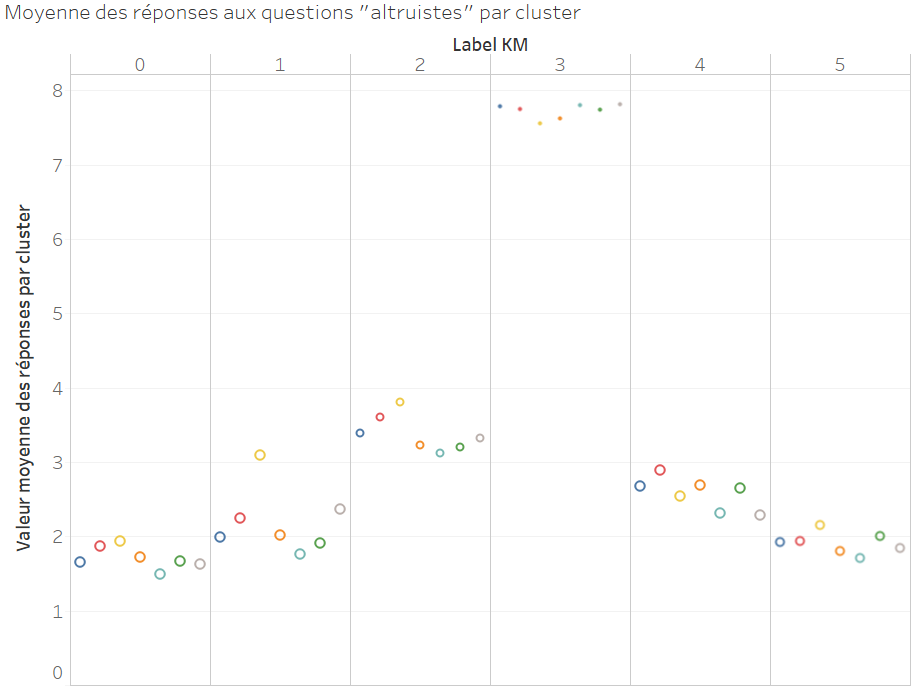 Moyenne des réponses aux questions "altruistes" par cluster
Label KM
0 1 2 3 4 5
Valeur moyenne des réponses par cluster
8
7
6
5
4
3
2
1
0